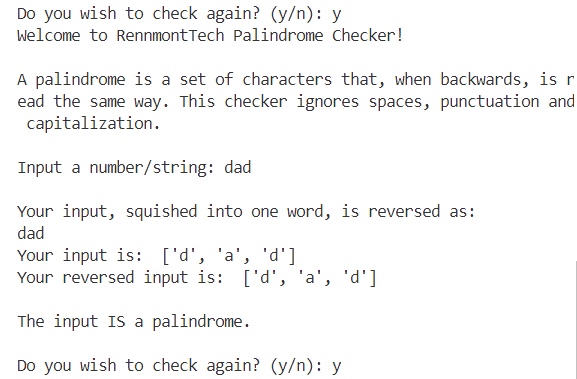 Do you wish to check again? (y/n): y
Welcome to RennmontTech Palindrome Checker!
A palindrome is a set of characters that, when backwards, is r
ead the same way. This checker ignores spaces, punctuation and
 capitalization.
Input a number/string: dad
Your input, squished into one word, is reversed as:
dad
Your input is:  ['d', 'a', 'd']
Your reversed input is:  ['d', 'a', 'd']
The input IS a palindrome.
Do you wish to check again? (y/n): y